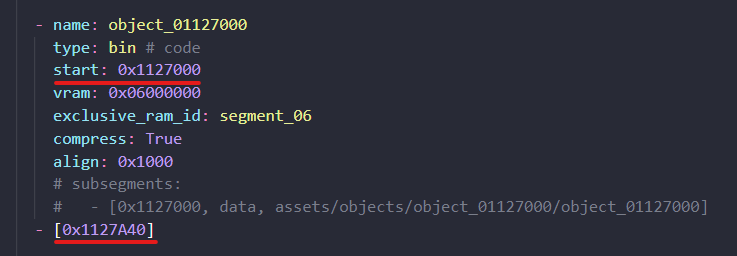 - name: object_01127000
type: bin # code
start: 0x1127000
vram: 0x06000000
exclusive_ram_id: segment_06
compress: True
align: 0x1000
# subsegments:
#   - [0x1127000, data, assets/objects/object_01127000/object_01127000]
- [0x1127A40]